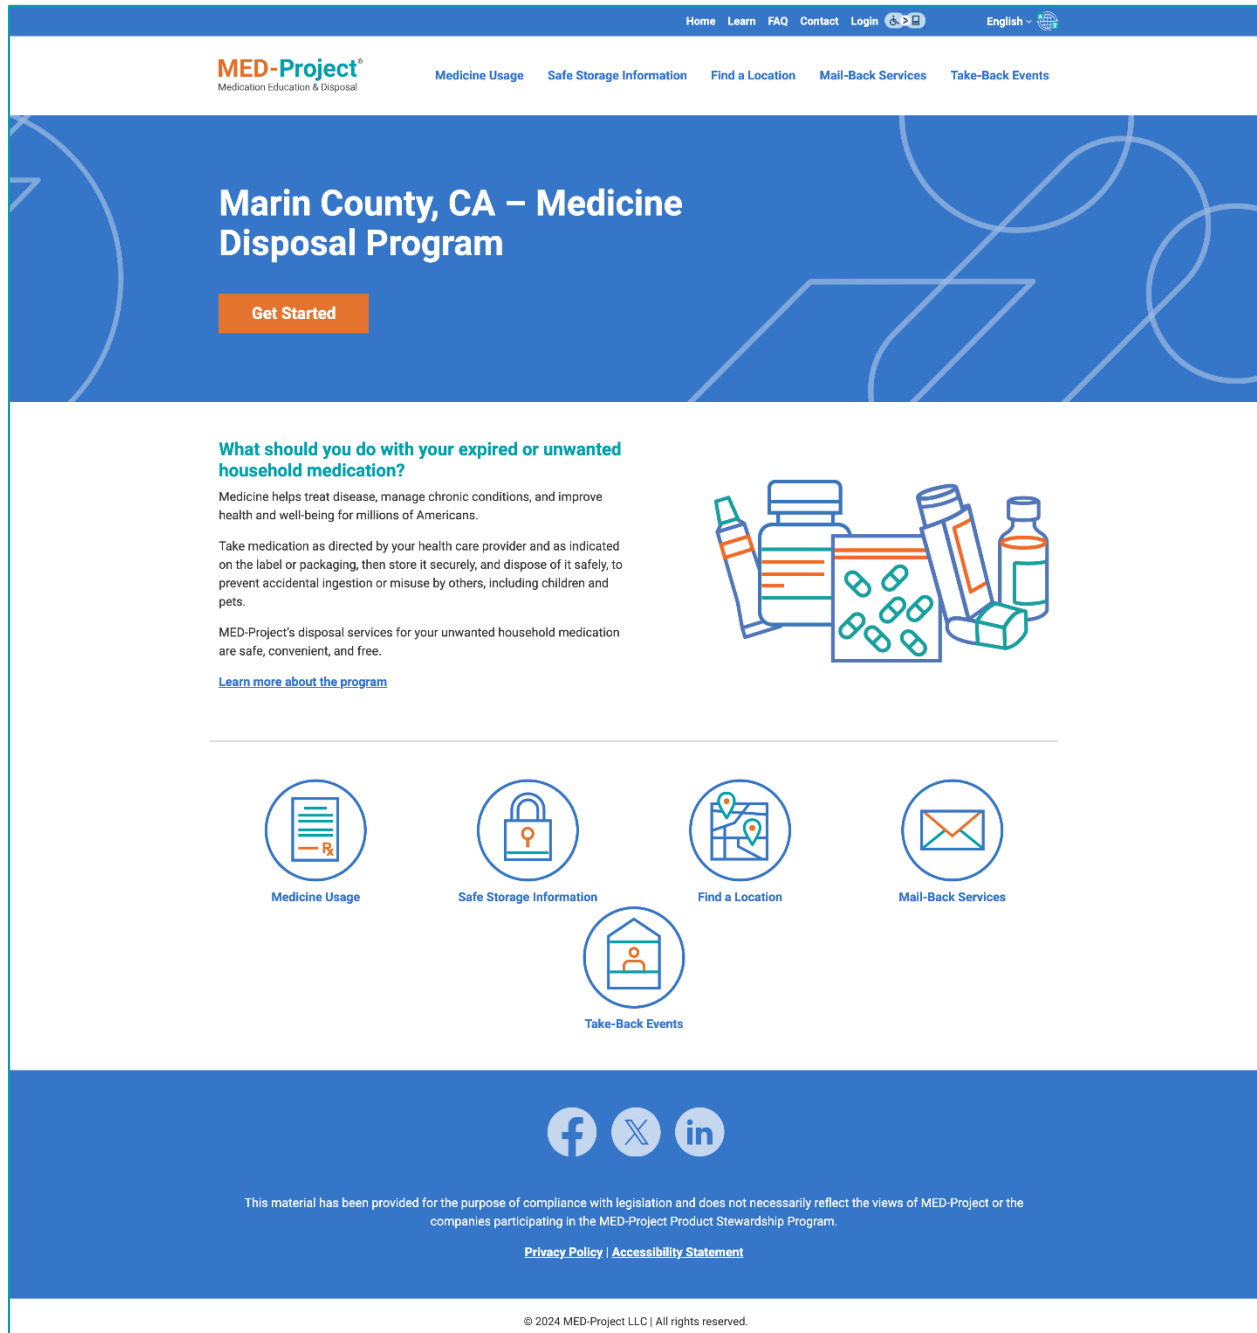 Home Learn FAQ Contact Login English
MED-Project®
Medication Education & Disposal
Medicine Usage Safe Storage Information Find a Location Mail-Back Services Take-Back Events
Marin County, CA – Medicine
Disposal Program
Get Started
What should you do with your expired or unwanted
household medication?
Medicine helps treat disease, manage chronic conditions, and improve
health and well-being for millions of Americans.
Take medication as directed by your health care provider and as indicated
on the label or packaging, then store it securely, and dispose of it safely, to
prevent accidental ingestion or misuse by others, including children and
pets.
MED-Project's disposal services for your unwanted household medication
are safe, convenient, and free.
Learn more about the program
Rx
Medicine Usage Safe Storage Information Find a Location Mail-Back Services
Take-Back Events
f X in
This material has been provided for the purpose of compliance with legislation and does not necessarily reflect the views of MED-Project or the
companies participating in the MED-Project Product Stewardship Program.
Privacy Policy | Accessibility Statement
© 2024 MED-Project LLC | All rights reserved.